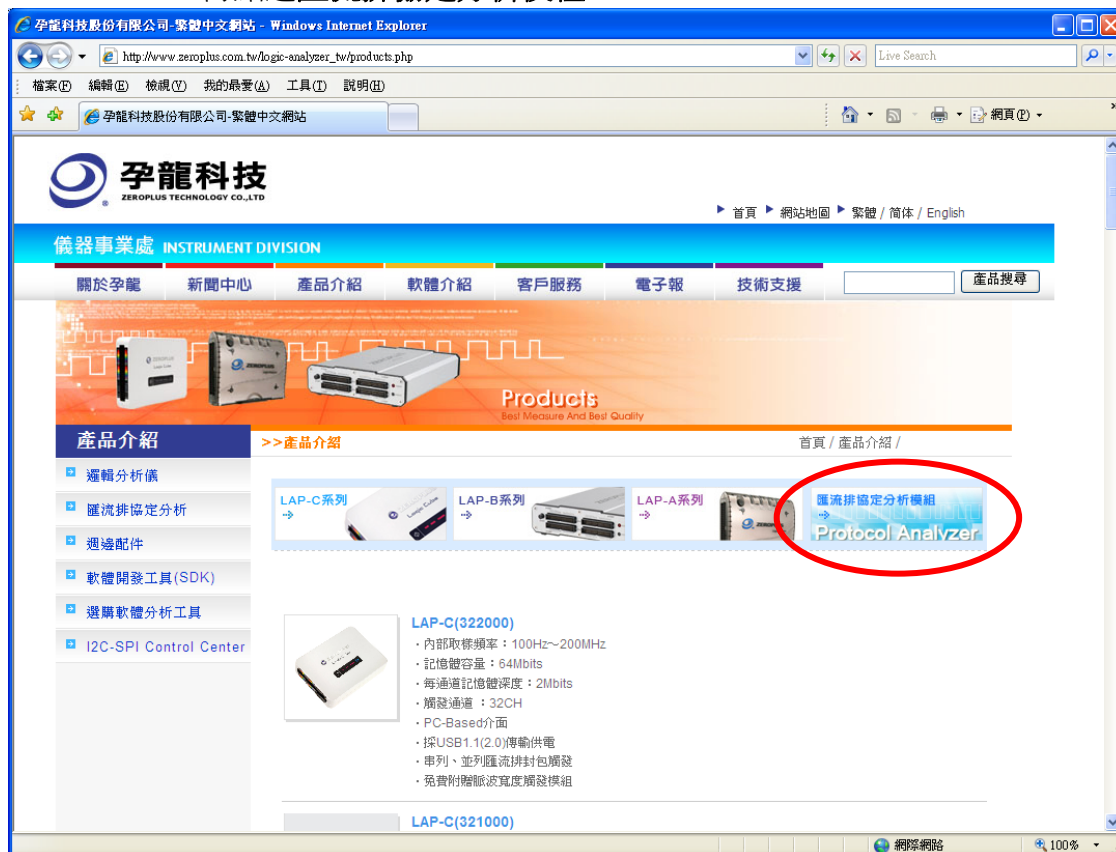 孕龍科技股份有限公司-繁體中文網站 - Windows Internet Explorer
http://www.zeroplus.com.tw/logic-analyzer_tw/products.php
Live Search
檔案(F) 編輯(E) 檢視(V) 我的最愛(A) 工具(T) 說明(H)
孕龍科技股份有限公司-繁體中文網站
網頁(P)
孕龍科技
ZEROPLUS TECHNOLOGY CO.,LTD
首頁 網站地圖 繁體 / 简体 / English
儀器事業處 INSTRUMENT DIVISION
關於孕龍 新聞中心 產品介紹 軟體介紹 客戶服務 電子報 技術支援 產品搜尋
Products
Best Measure And Best Quality
產品介紹
>>產品介紹
首頁 / 產品介紹 /
邏輯分析儀
匯流排協定分析
週邊配件
軟體開發工具(SDK)
選購軟體分析工具
I2C-SPI Control Center
LAP-C系列
LAP-B系列
LAP-A系列
匯流排協定分析模組
Protocol Analyzer
LAP-C(322000)
・內部取樣頻率：100Hz～200MHz
・記憶體容量：64Mbits
・每通道記憶體深度：2Mbits
・觸發通道 ：32CH
・PC-Based介面
・採USB1.1(2.0)傳輸供電
・串列、並列匯流排封包觸發
・免費附贈脈波寬度觸發模組
LAP-C(321000)
網際網路
100%